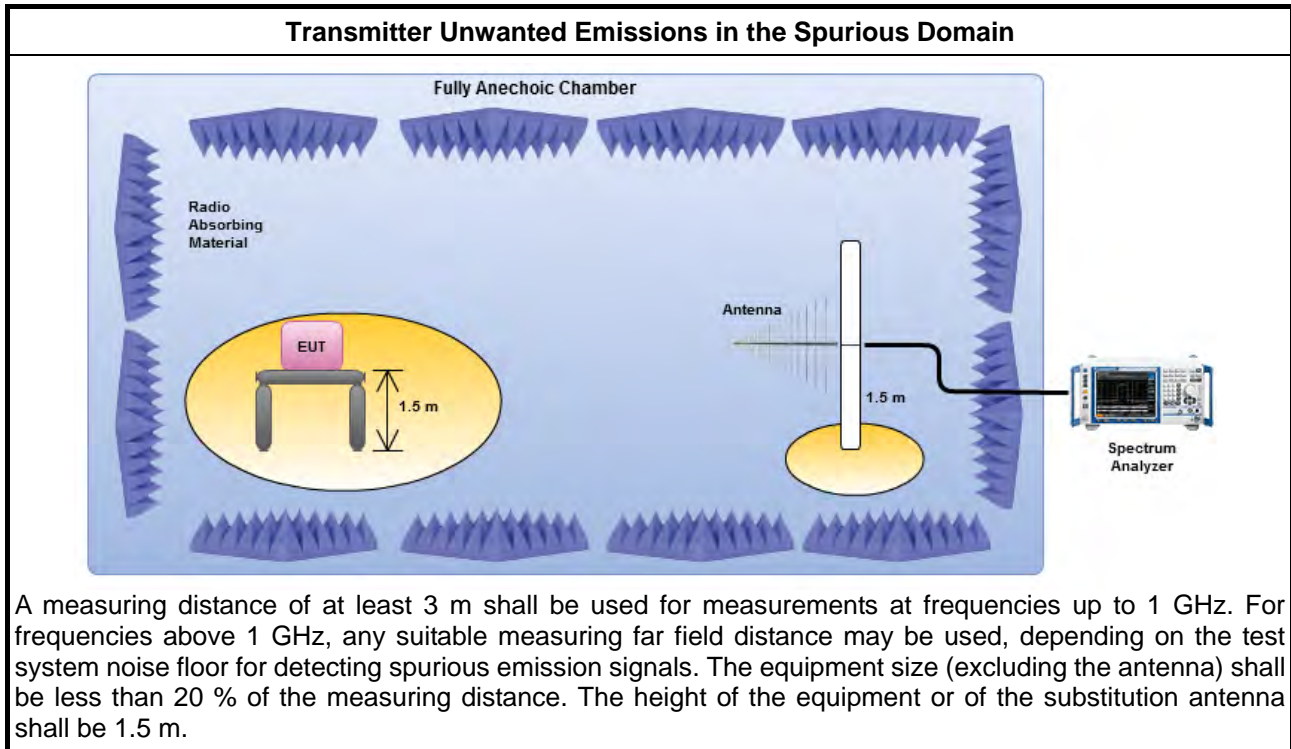 Transmitter Unwanted Emissions in the Spurious Domain
Fully Anechoic Chamber
Radio
Absorbing
Material
Antenna
EUT
1.5 m
1.5 m
Spectrum
Analyzer
A measuring distance of at least 3 m shall be used for measurements at frequencies up to 1 GHz. For
frequencies above 1 GHz, any suitable measuring far field distance may be used, depending on the test
system noise floor for detecting spurious emission signals. The equipment size (excluding the antenna) shall
be less than 20 % of the measuring distance. The height of the equipment or of the substitution antenna
shall be 1.5 m.